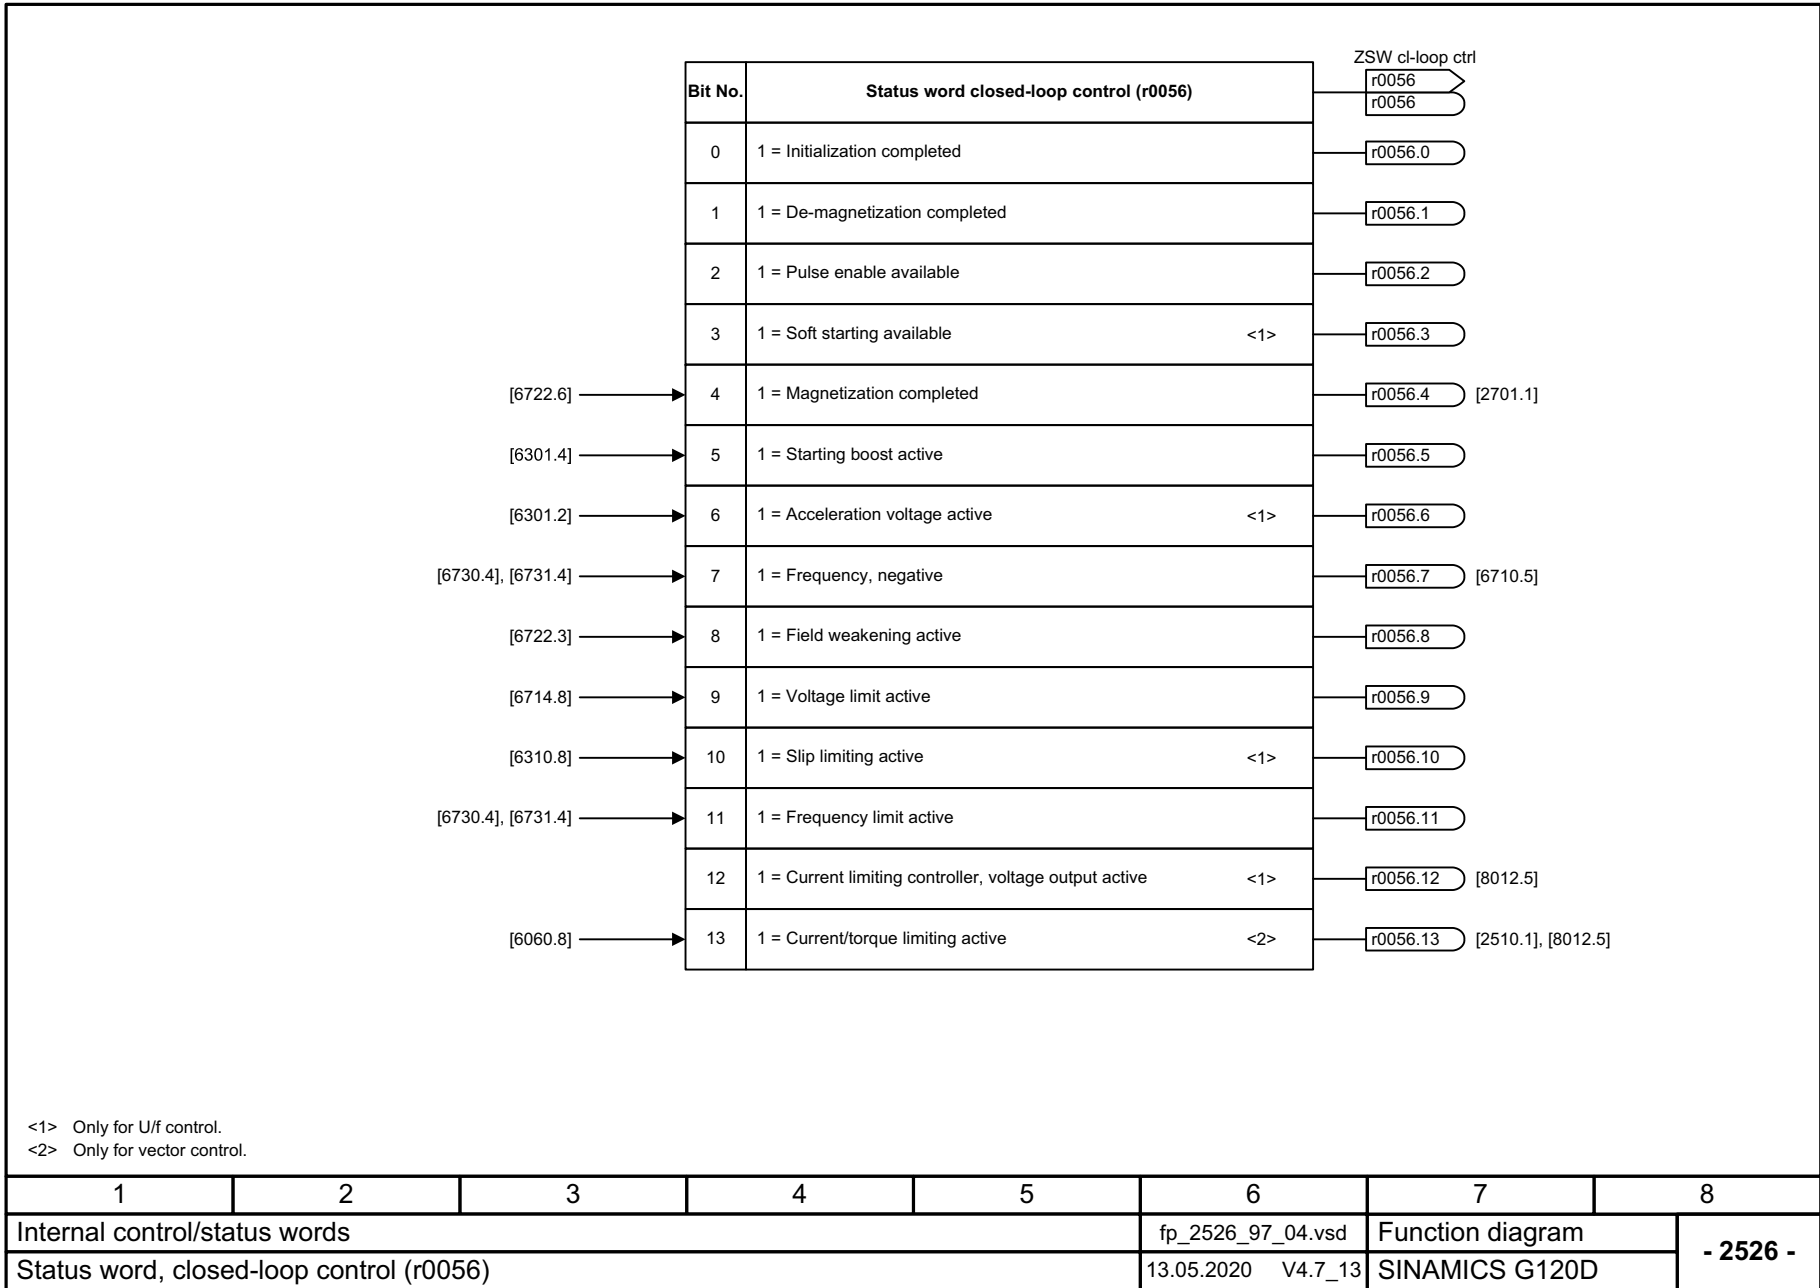 ZSW cl-loop ctrl
Bit No. Status word closed-loop control (r0056) r0056
r0056
0 1 = Initialization completed r0056.0
1 1 = De-magnetization completed r0056.1
2 1 = Pulse enable available r0056.2
3 1 = Soft starting available <1> r0056.3
[6722.6] 4 1 = Magnetization completed r0056.4 [2701.1]
[6301.4] 5 1 = Starting boost active r0056.5
[6301.2] 6 1 = Acceleration voltage active <1> r0056.6
[6730.4], [6731.4] 7 1 = Frequency, negative r0056.7 [6710.5]
[6722.3] 8 1 = Field weakening active r0056.8
[6714.8] 9 1 = Voltage limit active r0056.9
[6310.8] 10 1 = Slip limiting active <1> r0056.10
[6730.4], [6731.4] 11 1 = Frequency limit active r0056.11
12 1 = Current limiting controller, voltage output active <1> r0056.12 [8012.5]
[6060.8] 13 1 = Current/torque limiting active <2> r0056.13 [2510.1], [8012.5]
<1> Only for U/f control.
<2> Only for vector control.
1 2 3 4 5 6 7 8
Internal control/status words fp_2526_97_04.vsd Function diagram - 2526 -
Status word, closed-loop control (r0056) 13.05.2020 V4.7_13 SINAMICS G120D